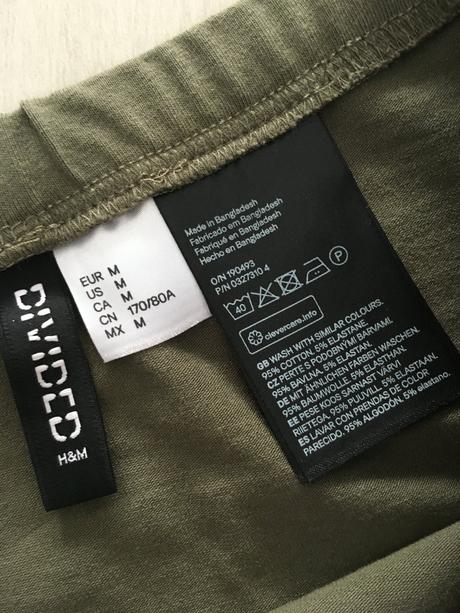 DIVIDED
H&M
EUR M
US M
CA M
CN 170/80A
MX M
Made in Bangladesh
Fabricado em Bangladesh
Fabriqué en Bangladesh
Hecho en Bangladesh
O/N 190493
P/N 0327310 4
40
P
clevercare.info
GB WASH WITH SIMILAR COLOURS.
95% COTTON, 5% ELASTANE.
CZ PERTE S PODOBNÝMI BARVAMI.
95% BAVLNA, 5% ELASTAN.
DE MIT ÄHNLICHEN FARBEN WASCHEN.
95% BAUMWOLLE, 5% ELASTHAN.
EE PESE KOOS SARNAST VÄRVI
RIIETEGA. 95% PUUVILL, 5% ELASTAAN.
ES LAVAR CON PRENDAS DE COLOR
PARECIDO. 95% ALGODÓN, 5% elastano.